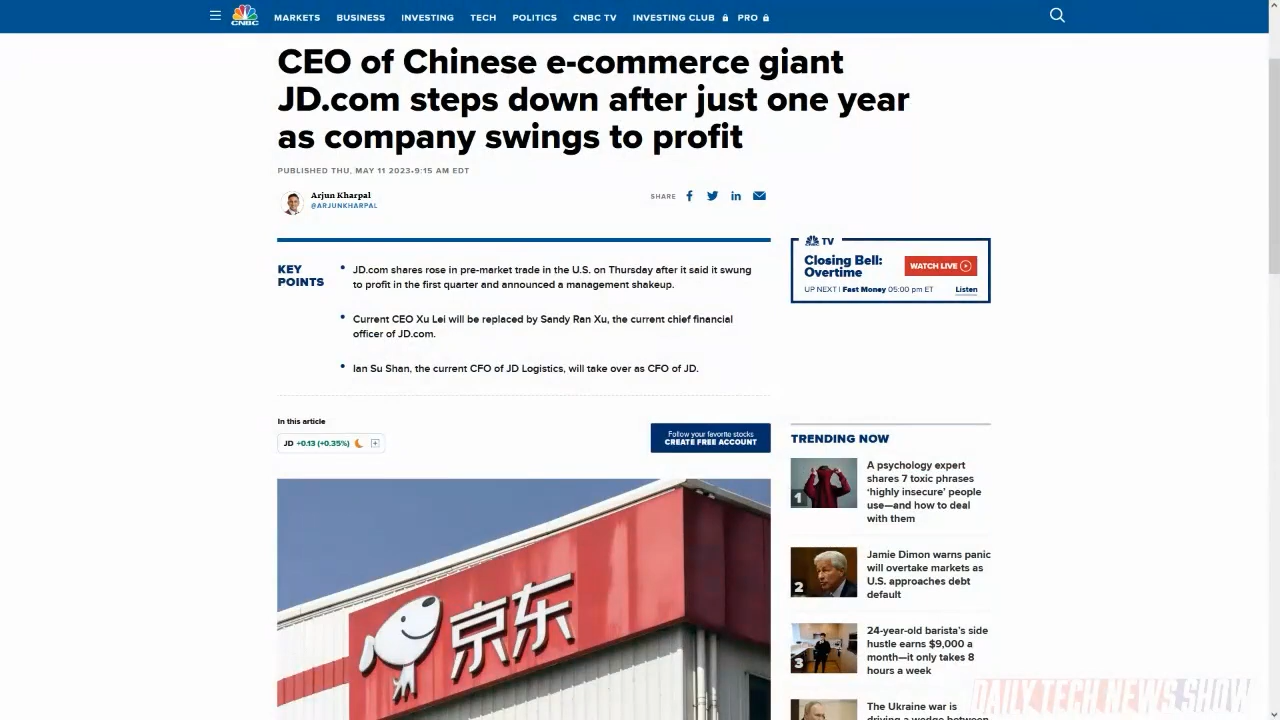 CNBC
MARKETS BUSINESS INVESTING TECH POLITICS CNBC TV INVESTING CLUB PRO
CEO of Chinese e-commerce giant
JD.com steps down after just one year
as company swings to profit
PUBLISHED THU, MAY 11 2023•9:15 AM EDT
Arjun Kharpal
@ARJUNKHARPAL
SHARE
KEY
POINTS
JD.com shares rose in pre-market trade in the U.S. on Thursday after it said it swung
to profit in the first quarter and announced a management shakeup.
Current CEO Xu Lei will be replaced by Sandy Ran Xu, the current chief financial
officer of JD.com.
Ian Su Shan, the current CFO of JD Logistics, will take over as CFO of JD.
In this article
JD +0.13 (+0.35%)
Follow your favorite stocks
CREATE FREE ACCOUNT
京东
TV
Closing Bell:
Overtime
WATCH LIVE
UP NEXT | Fast Money 05:00 pm ET
Listen
TRENDING NOW
1
A psychology expert
shares 7 toxic phrases
‘highly insecure’ people
use—and how to deal
with them
2
Jamie Dimon warns panic
will overtake markets as
U.S. approaches debt
default
3
24-year-old barista’s side
hustle earns $9,000 a
month—it only takes 8
hours a week
The Ukraine war is
driving a wedge between
DAILY TECH NEWS SHOW